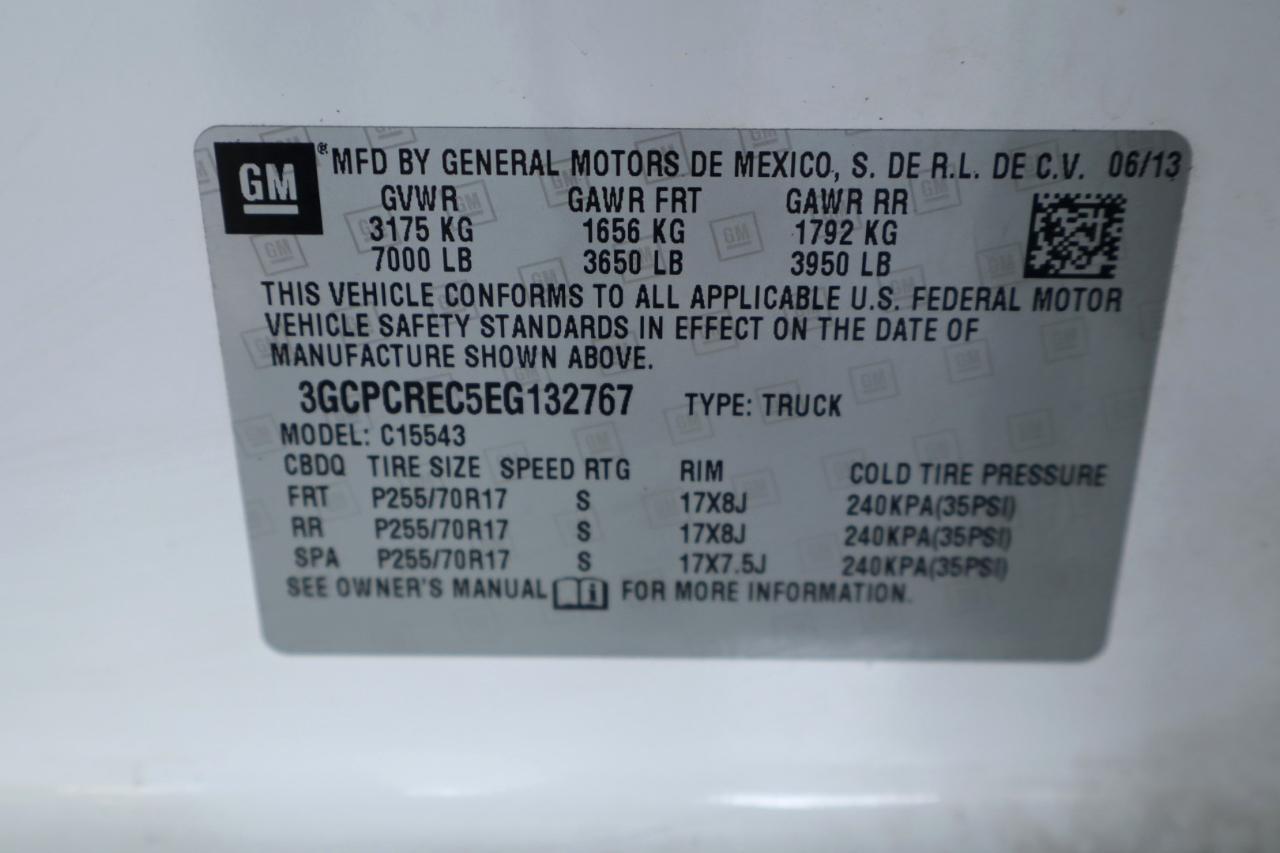 GM ® MFD BY GENERAL MOTORS DE MEXICO, S. DE R.L. DE C.V. 06/13
GVWR GAWR FRT GAWR RR
3175 KG 1656 KG 1792 KG
7000 LB 3650 LB 3950 LB
THIS VEHICLE CONFORMS TO ALL APPLICABLE U.S. FEDERAL MOTOR
VEHICLE SAFETY STANDARDS IN EFFECT ON THE DATE OF
MANUFACTURE SHOWN ABOVE.
3GCPCREC5EG132767 TYPE: TRUCK
MODEL: C15543
CBDQ TIRE SIZE SPEED RTG RIM COLD TIRE PRESSURE
FRT P255/70R17 S 17X8J 240KPA(35PSI)
RR P255/70R17 S 17X8J 240KPA(35PSI)
SPA P255/70R17 S 17X7.5J 240KPA(35PSI)
SEE OWNER'S MANUAL i FOR MORE INFORMATION.